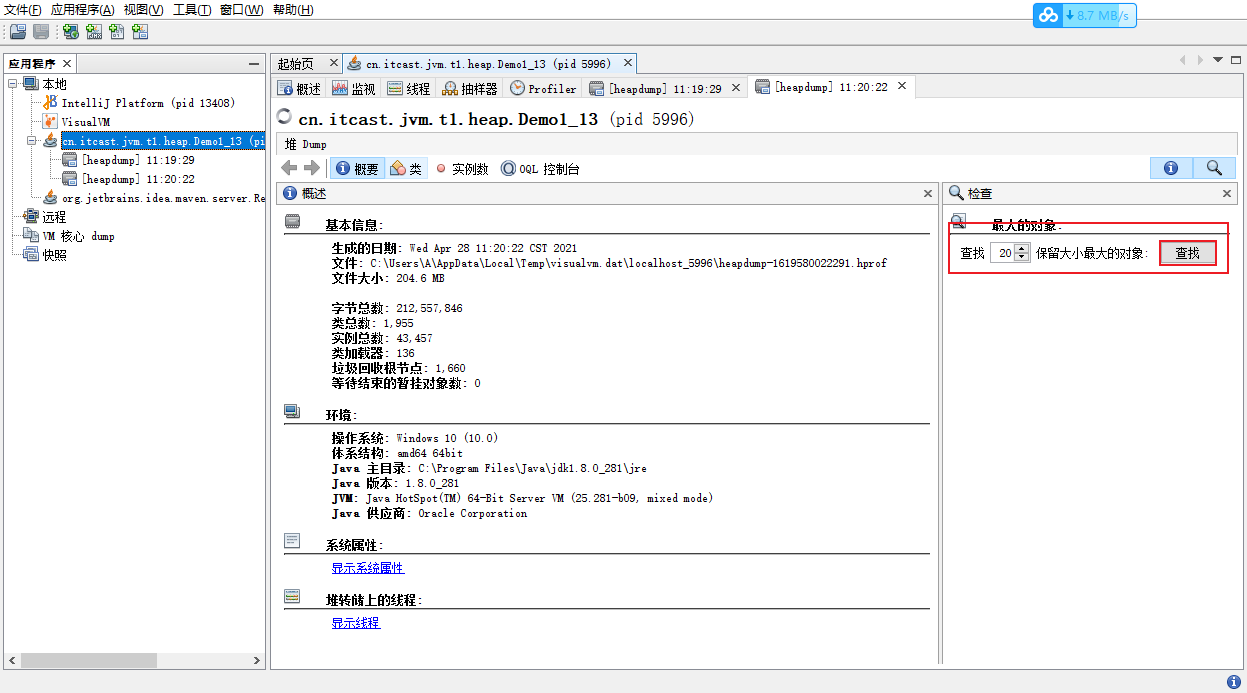 文件(F) 应用程序(A) 视图(V) 工具(T) 窗口(W) 帮助(H)
8.7 MB/s
应用程序
本地
IntelliJ Platform (pid 13408)
VisualVM
cn.itcast.jvm.t1.heap.Demo1_13 (pi
[heapdump] 11:19:29
[heapdump] 11:20:22
org.jetbrains.idea.maven.server.Re
远程
VM 核心 dump
快照
起始页 cn.itcast.jvm.t1.heap.Demo1_13 (pid 5996)
概述 监视 线程 抽样器 Profiler [heapdump] 11:19:29 [heapdump] 11:20:22
cn.itcast.jvm.t1.heap.Demo1_13 (pid 5996)
堆 Dump
概要 类 实例数 OQL 控制台
概述
基本信息:
生成的日期: Wed Apr 28 11:20:22 CST 2021
文件: C:\Users\A\AppData\Local\Temp\visualvm.dat\localhost_5996\heapdump-1619580022291.hprof
文件大小: 204.6 MB
字节总数: 212,557,846
类总数: 1,955
实例总数: 43,457
类加载器: 136
垃圾回收根节点: 1,660
等待结束的暂挂对象数: 0
环境:
操作系统: Windows 10 (10.0)
体系结构: amd64 64bit
Java 主目录: C:\Program Files\Java\jdk1.8.0_281\jre
Java 版本: 1.8.0_281
JVM: Java HotSpot(TM) 64-Bit Server VM (25.281-b09, mixed mode)
Java 供应商: Oracle Corporation
系统属性:
显示系统属性
堆转储上的线程:
显示线程
检查
最大的对象:
查找 20 保留大小最大的对象: 查找